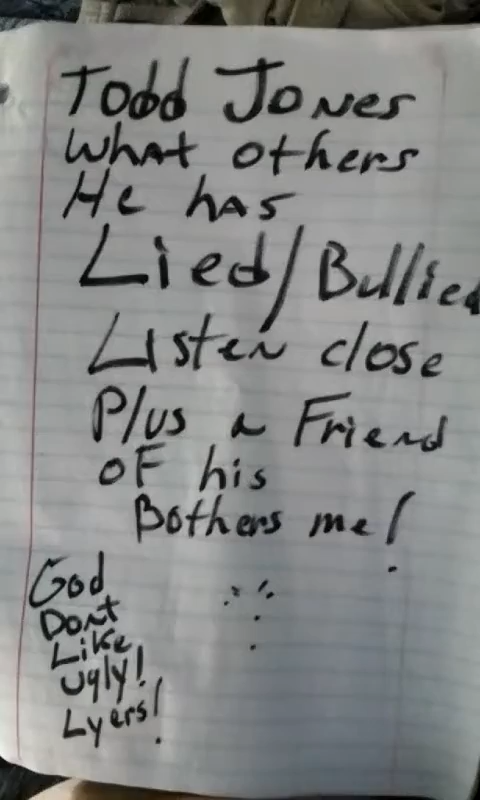 Todd Jones
What others
He has
Lied/Bullied
Listen close
Plus a Friend
OF his
Bothers me!
God
Dont
Like
Ugly!
Lyers!